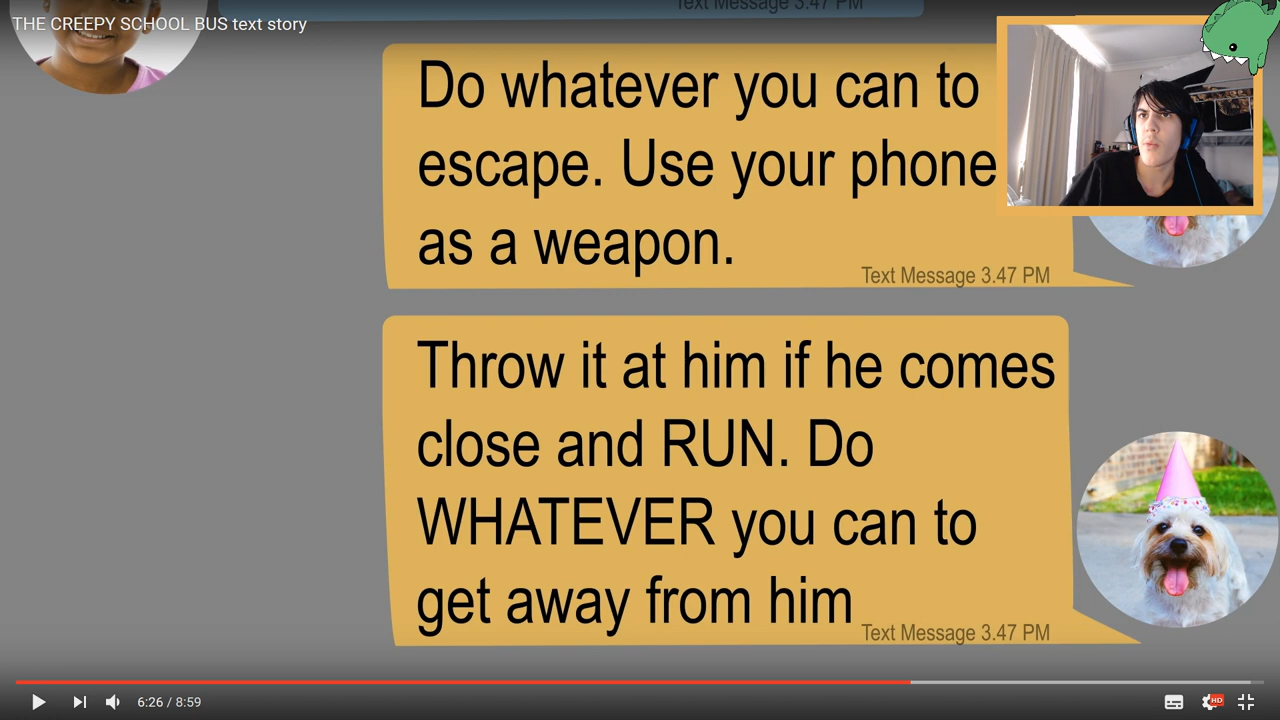 Text Message 3.47 PM
THE CREEPY SCHOOL BUS text story
Do whatever you can to
escape. Use your phone
as a weapon.
Text Message 3.47 PM
Throw it at him if he comes
close and RUN. Do
WHATEVER you can to
get away from him
Text Message 3.47 PM
6:26 / 8:59
HD